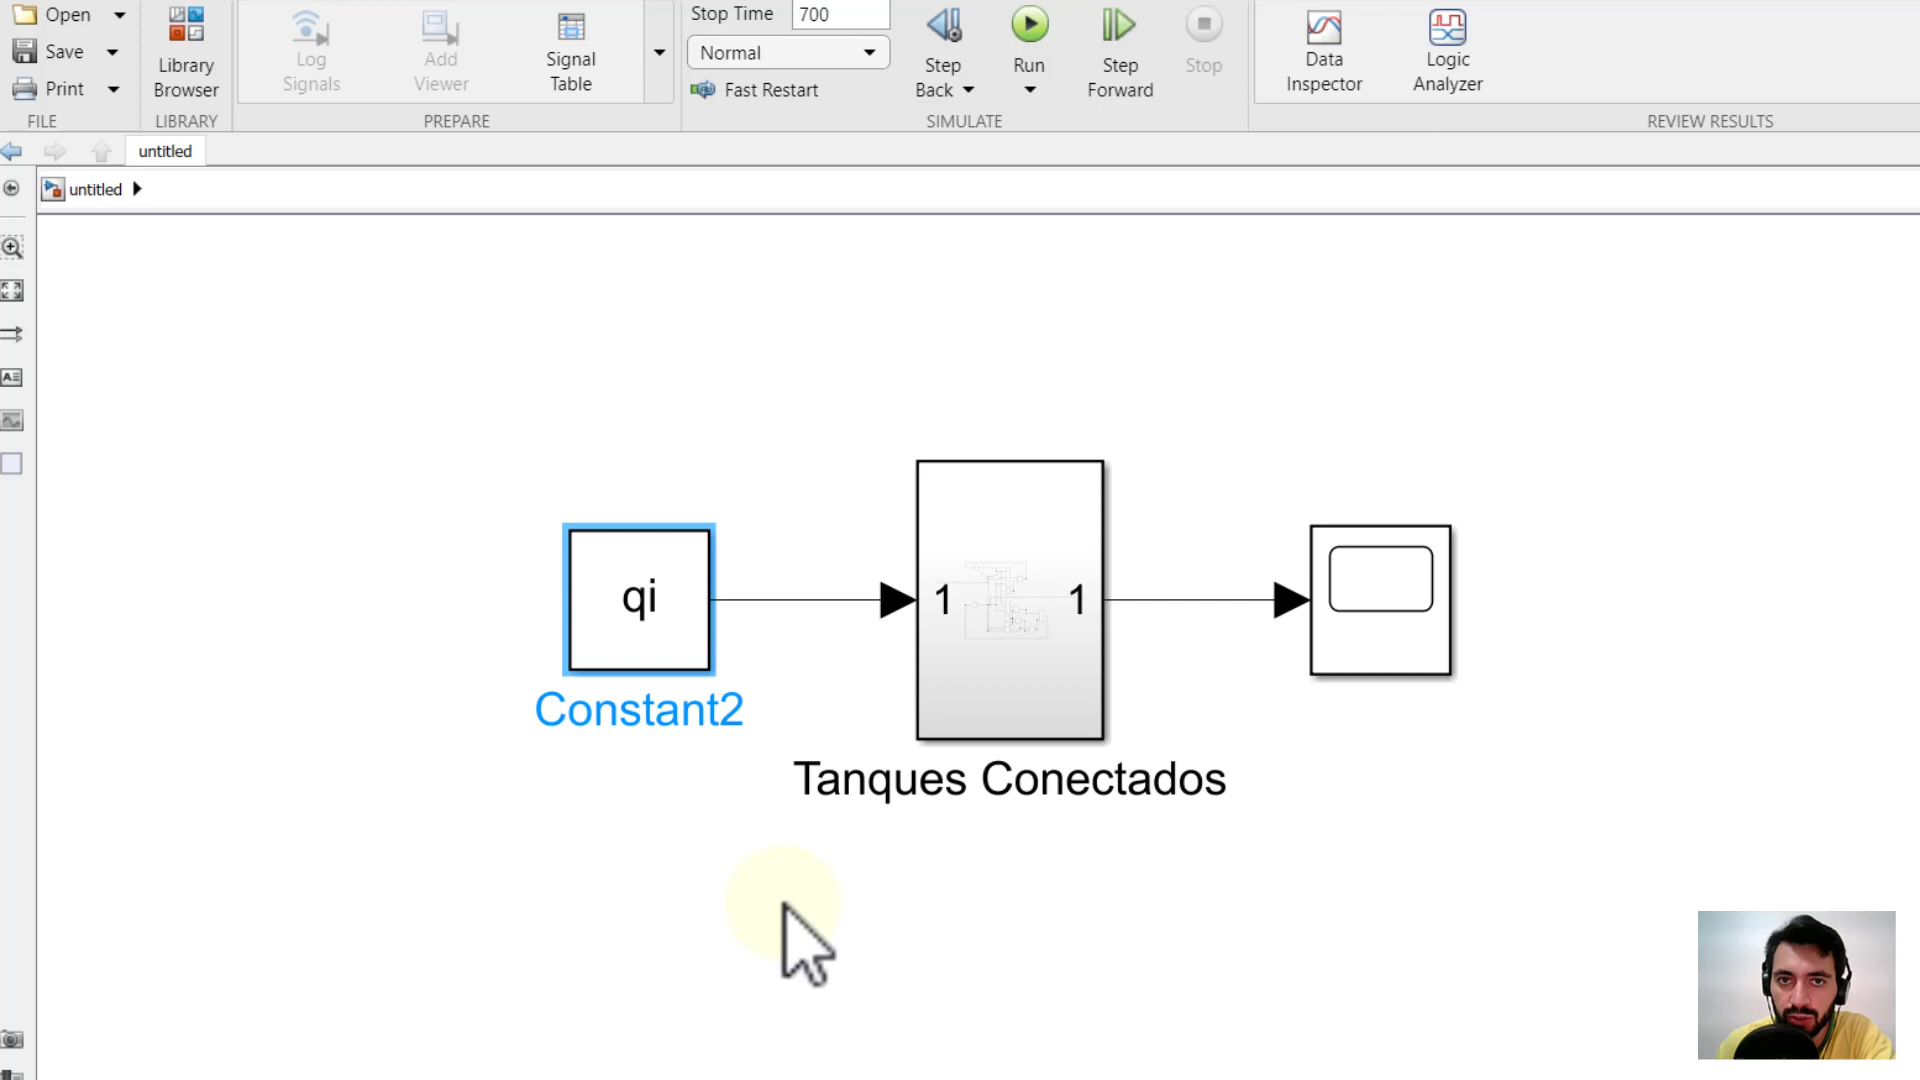 Open
Save
Print
FILE
Library
Browser
LIBRARY
Log
Signals
Add
Viewer
Signal
Table
PREPARE
Stop Time 700
Normal
Fast Restart
Step
Back
Run
Step
Forward
Stop
SIMULATE
Data
Inspector
Logic
Analyzer
REVIEW RESULTS
untitled
untitled
qi
1
1
Constant2
Tanques Conectados